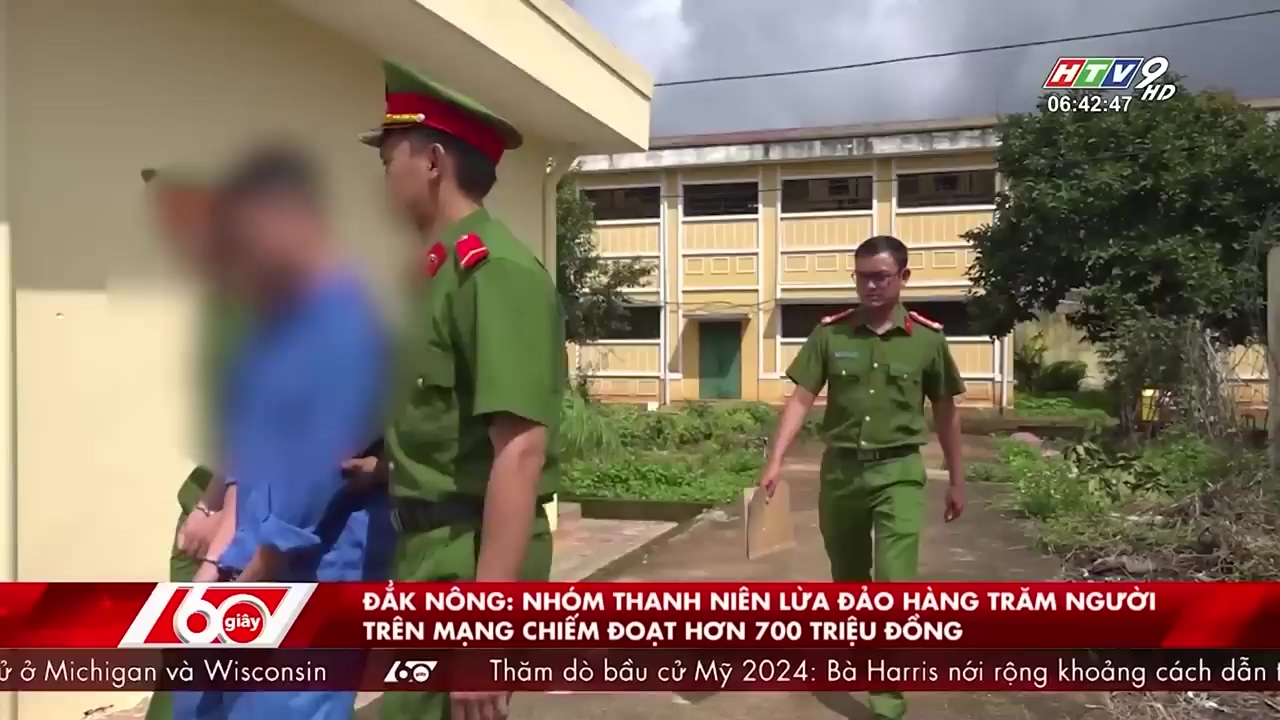 HTV9
HD
06:42:47
60 giây
ĐẮK NÔNG: NHÓM THANH NIÊN LỪA ĐẢO HÀNG TRĂM NGƯỜI
TRÊN MẠNG CHIẾM ĐOẠT HƠN 700 TRIỆU ĐỒNG
ở Michigan và Wisconsin 60 giây Thăm dò bầu cử Mỹ 2024: Bà Harris nới rộng khoảng cách dẫn